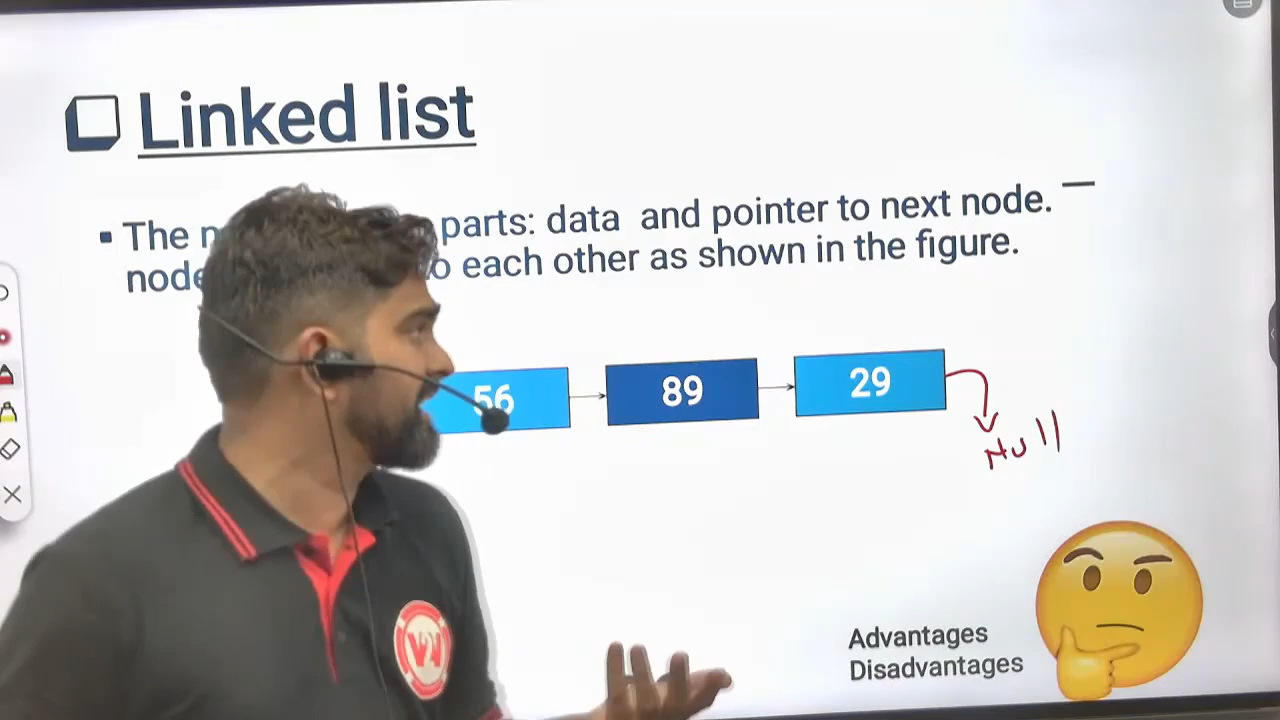 Linked list
The parts: data and pointer to next node.
each other as shown in the figure.
56 89 29
Null
Advantages
Disadvantages
V2V